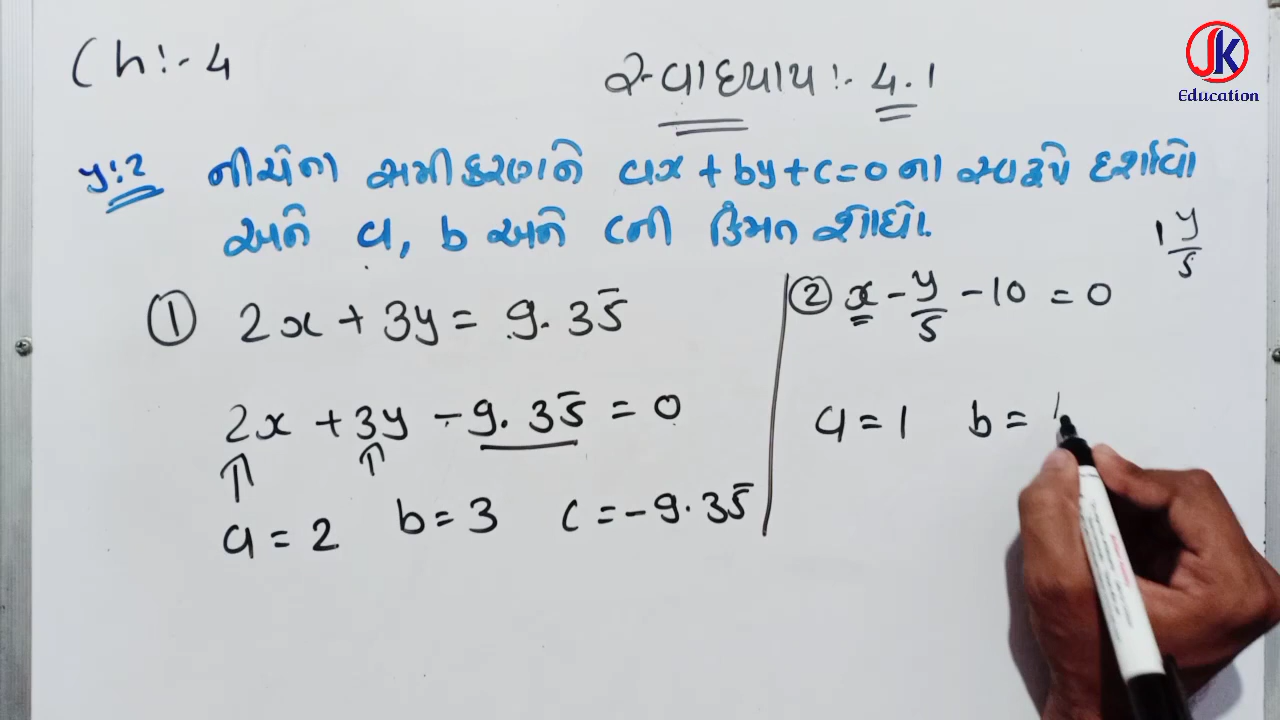 Ch:- 4
સ્વાધ્યાય:- 4.1
JK
Education
પ્ર:2 નીચેના સમીકરણને ax + by + c = 0 ના સ્વરૂપે દર્શાવો
અને a, b અને c ની કિંમત શોધો.
1 y/5
① 2x + 3y = 9.35̅
2x + 3y - 9.35̅ = 0
a = 2 b = 3 c = -9.35̅
② x - y/5 - 10 = 0
a = 1 b =